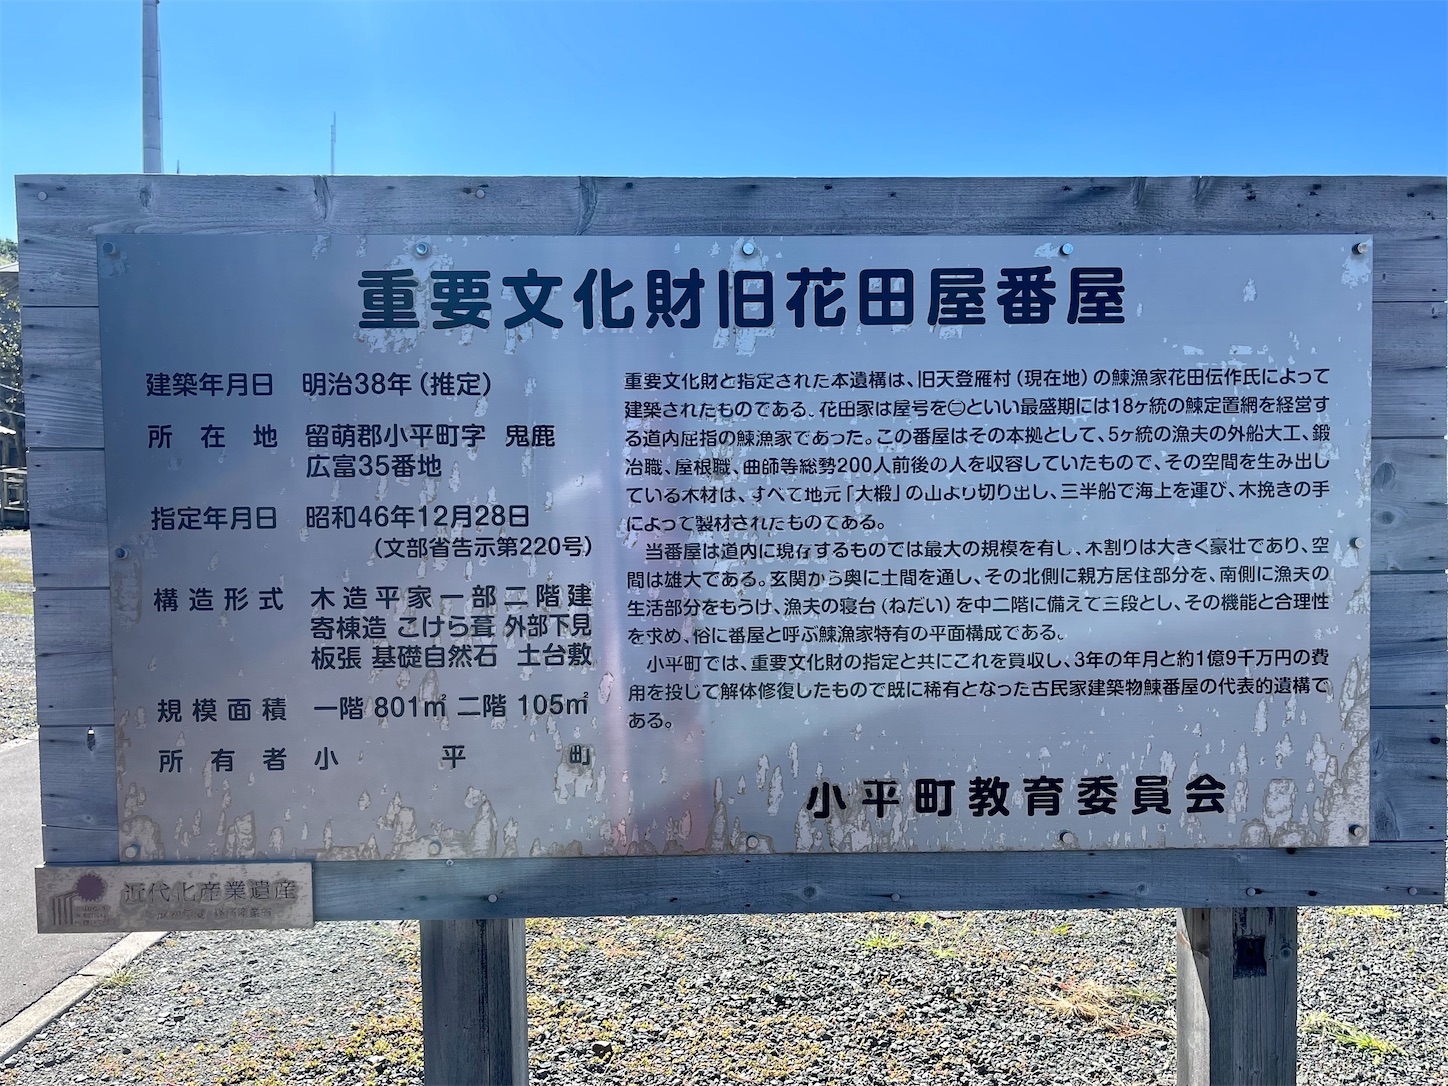 重要文化財旧花田屋番屋
建築年月日 明治38年(推定)
所在地 留萌郡小平町字 鬼鹿
広富35番地
指定年月日 昭和46年12月28日
(文部省告示第220号)
構造形式 木造平家一部二階建
寄棟造 こけら葺 外部下見
板張 基礎自然石 土台敷
規模面積 一階 801㎡ 二階 105㎡
所有者 小平町
重要文化財と指定された本遺構は、旧天登雁村(現在地)の鰊漁家花田伝作氏によって
建築されたものである。花田家は屋号を㊂といい最盛期には18ヶ統の鰊定置網を経営す
る道内屈指の鰊漁家であった。この番屋はその本拠として、5ヶ統の漁夫の外船大工、鍛
冶職、屋根職、曲師等総勢200人前後の人を収容していたもので、その空間を生み出し
ている木材は、すべて地元「大椴」の山より切り出し、三半船で海上を運び、木挽きの手
によって製材されたものである。
当番屋は道内に現存するものでは最大の規模を有し、木割りは大きく豪壮であり、空
間は雄大である。玄関から奥に土間を通し、その北側に親方居住部分を、南側に漁夫の
生活部分をもうけ、漁夫の寝台(ねだい)を中二階に備えて三段とし、その機能と合理性
を求め、俗に番屋と呼ぶ鰊漁家特有の平面構成である。
小平町では、重要文化財の指定と共にこれを買収し、3年の年月と約1億9千万円の費
用を投じて解体修復したもので既に稀有となった古民家建築物鰊番屋の代表的遺構で
ある。
小平町教育委員会
近代化産業遺産